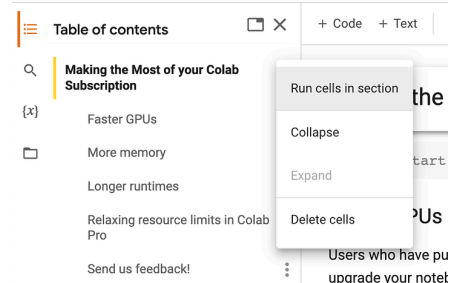 Table of contents
+ Code + Text
Making the Most of your Colab
Subscription
Faster GPUs
More memory
Longer runtimes
Relaxing resource limits in Colab
Pro
Send us feedback!
{x}
Run cells in section
Collapse
Expand
Delete cells
the
tart
PUs
Users who have pu
upgrade your noteb